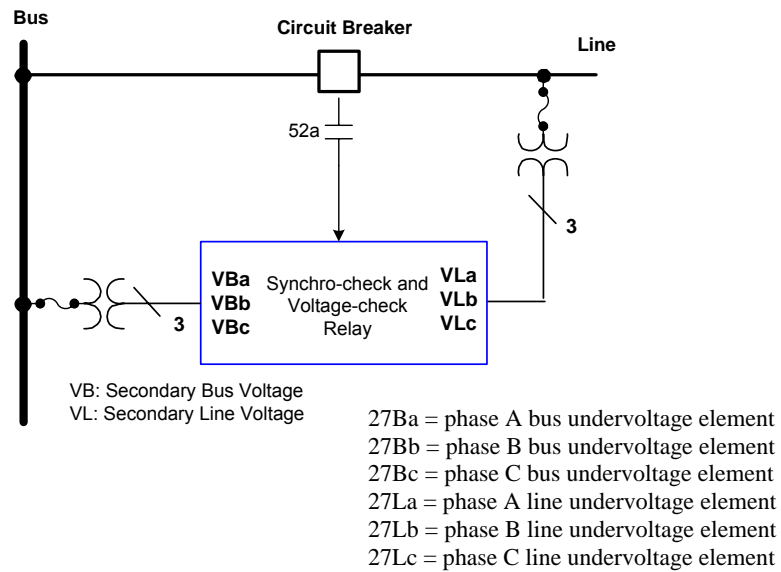 Bus
Circuit Breaker
Line
52a
3
VBa
VBb
VBc
Synchro-check and
Voltage-check
Relay
VLa
VLb
VLc
3
VB: Secondary Bus Voltage
VL: Secondary Line Voltage
27Ba = phase A bus undervoltage element
27Bb = phase B bus undervoltage element
27Bc = phase C bus undervoltage element
27La = phase A line undervoltage element
27Lb = phase B line undervoltage element
27Lc = phase C line undervoltage element